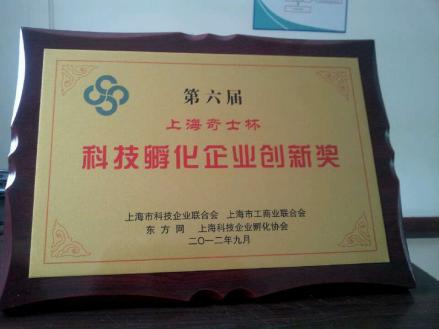 第六届
上海奇士杯
科技孵化企业创新奖
上海市科技企业联合会 上海市工商业联合会
东方网 上海科技企业孵化协会
二〇一二年九月